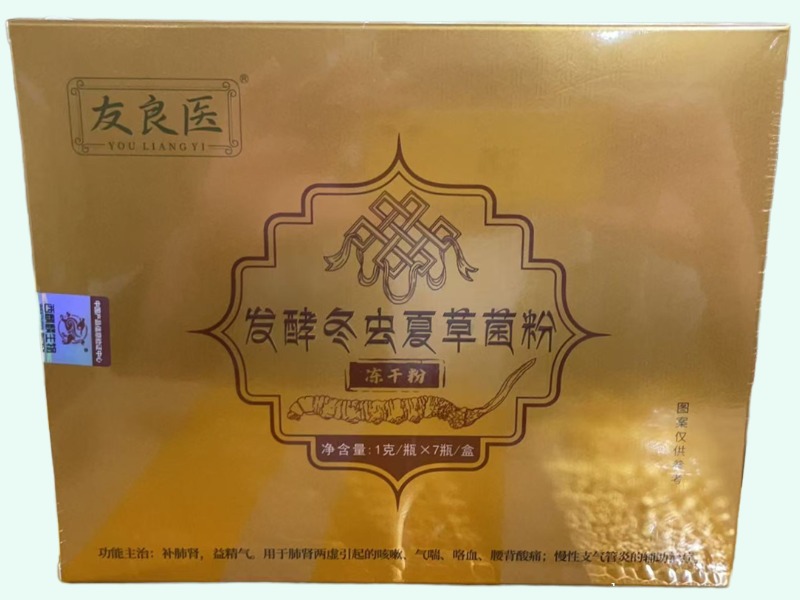 友良医
®
YOU LIANG YI
发酵冬虫夏草菌粉
冻干粉
净含量:1克/瓶×7瓶/盒
图案仅供参考
功能主治：补肺肾，益精气。用于肺肾两虚引起的咳嗽、气喘、咯血、腰背酸痛；慢性支气管炎的辅助